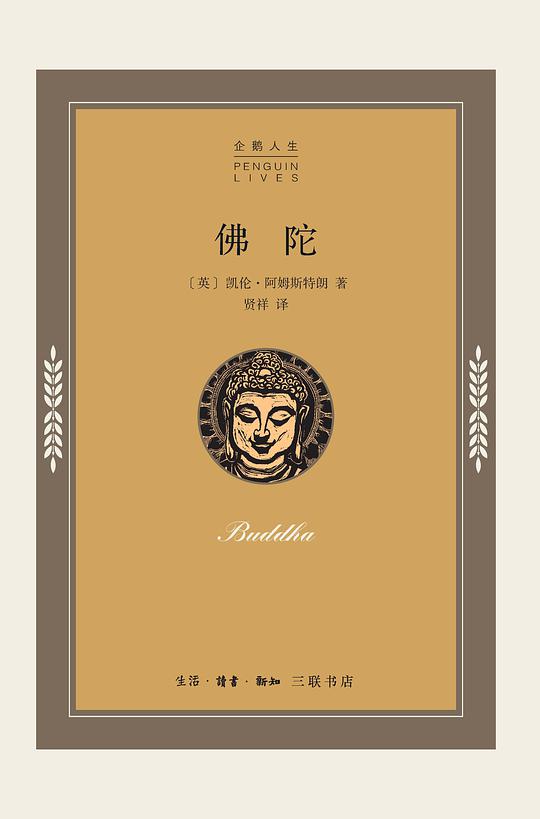 企鹅人生
PENGUIN
LIVES
佛 陀
〔英〕凯伦·阿姆斯特朗 著
贤祥 译
Buddha
生活·讀書·新知 三联书店